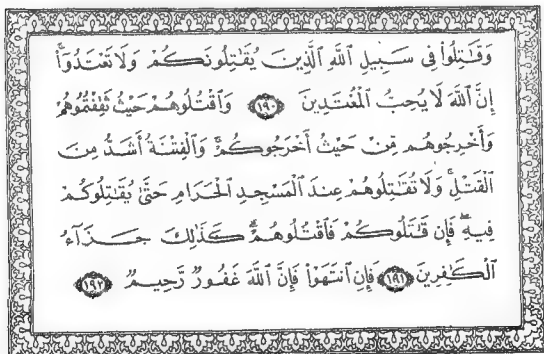 وَقَٰتِلُوا۟ فِى سَبِيلِ ٱللَّهِ ٱلَّذِينَ يُقَٰتِلُونَكُمْ وَلَا تَعْتَدُوٓا۟ۚ
إِنَّ ٱللَّهَ لَا يُحِبُّ ٱلْمُعْتَدِينَ ١٩٠ وَٱقْتُلُوهُمْ حَيْثُ ثَقِفْتُمُوهُمْ
وَأَخْرِجُوهُم مِّنْ حَيْثُ أَخْرَجُوكُمْۚ وَٱلْفِتْنَةُ أَشَدُّ مِنَ
ٱلْقَتْلِۚ وَلَا تُقَٰتِلُوهُمْ عِندَ ٱلْمَسْجِدِ ٱلْحَرَامِ حَتَّىٰ يُقَٰتِلُوكُمْ
فِيهِۖ فَإِن قَٰتَلُوكُمْ فَٱقْتُلُوهُمْۗ كَذَٰلِكَ جَزَآءُ
ٱلْكَٰفِرِينَ ١٩١ فَإِنِ ٱنتَهَوْا۟ فَإِنَّ ٱللَّهَ غَفُورٌ رَّحِيمٌ ١٩٢